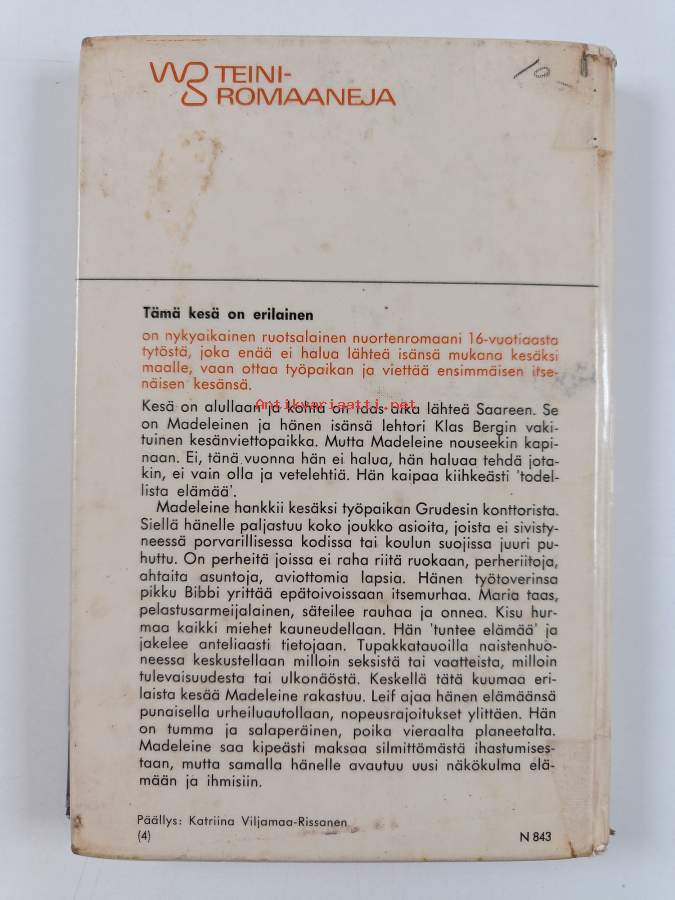 WS TEINI-
ROMAANEJA
10
Tämä kesä on erilainen
on nykyaikainen ruotsalainen nuortenromaani 16-vuotiaasta
tytöstä, joka enää ei halua lähteä isänsä mukana kesäksi
maalle, vaan ottaa työpaikan ja viettää ensimmäisen itse-
näisen kesänsä.
Antikvariaatti.net
Kesä on alullaan ja kohta on taas aika lähteä Saareen. Se
on Madeleinen ja hänen isänsä lehtori Klas Bergin vaki-
tuinen kesänviettopaikka. Mutta Madeleine nouseekin kapi-
naan. Ei, tänä vuonna hän ei halua, hän haluaa tehdä jota-
kin, ei vain olla ja vetelehtiä. Hän kaipaa kiihkeästi 'todel-
lista elämää'.
Madeleine hankkii kesäksi työpaikan Grudesin konttorista.
Siellä hänelle paljastuu koko joukko asioita, joista ei sivisty-
neessä porvarillisessa kodissa tai koulun suojissa juuri pu-
huttu. On perheitä joissa ei raha riitä ruokaan, perheriitoja,
ahtaita asuntoja, aviottomia lapsia. Hänen työtoverinsa
pikku Bibbi yrittää epätoivoissaan itsemurhaa. Maria taas,
pelastusarmeijalainen, säteilee rauhaa ja onnea. Kisu hur-
maa kaikki miehet kauneudellaan. Hän 'tuntee elämää' ja
jakelee anteliaasti tietojaan. Tupakkatauoilla naistenhuo-
neessa keskustellaan milloin seksistä tai vaatteista, milloin
tulevaisuudesta tai ulkonäöstä. Keskellä tätä kuumaa eri-
laista kesää Madeleine rakastuu. Leif ajaa hänen elämäänsä
punaisella urheiluautollaan, nopeusrajoitukset ylittäen. Hän
on tumma ja salaperäinen, poika vieraalta planeetalta.
Madeleine saa kipeästi maksaa silmittömästä ihastumises-
taan, mutta samalla hänelle avautuu uusi näkökulma elä-
mään ja ihmisiin.
Päällys: Katriina Viljamaa-Rissanen
(4)
N 843